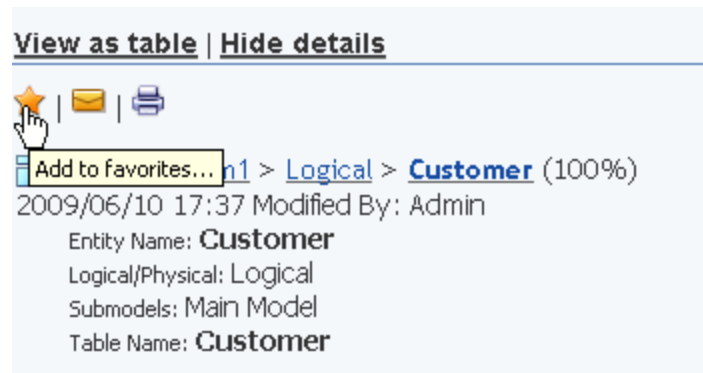 View as table | Hide details
| |
Add to favorites... n1 > Logical > Customer (100%)
2009/06/10 17:37 Modified By: Admin
Entity Name: Customer
Logical/Physical: Logical
Submodels: Main Model
Table Name: Customer